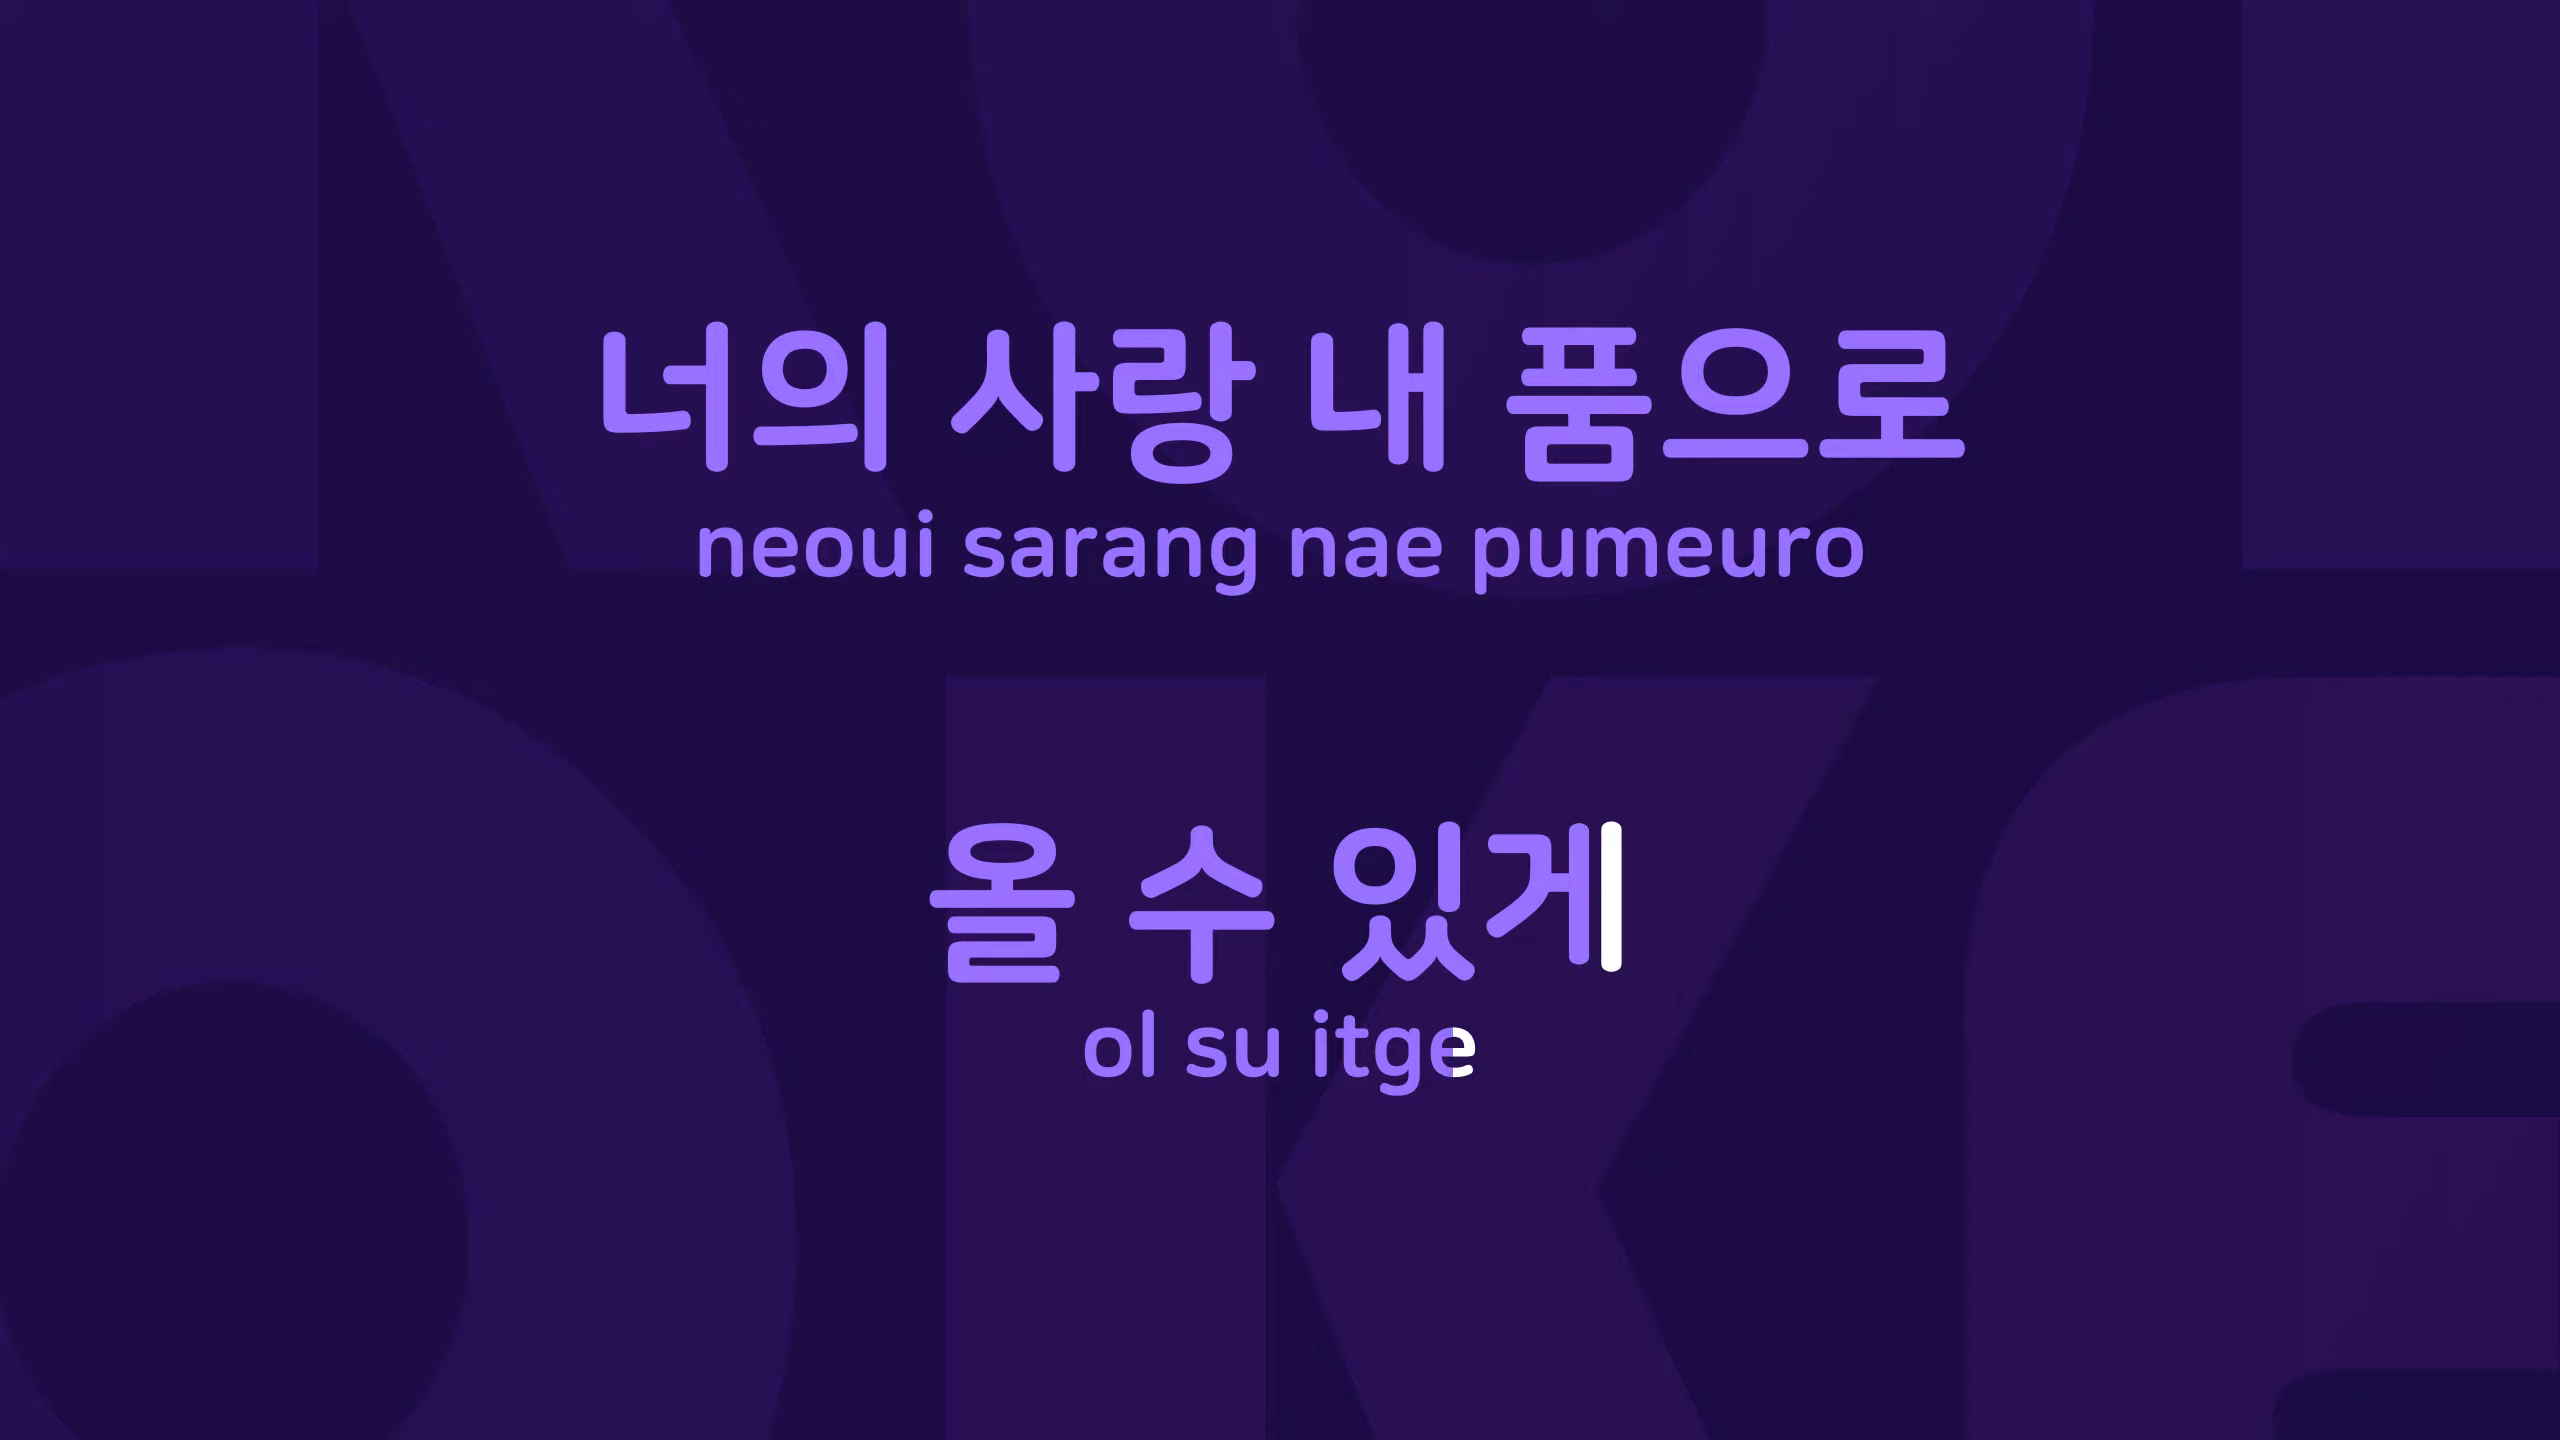 너의 사랑 내 품으로
neoui sarang nae pumeuro
올 수 있게
ol su itge